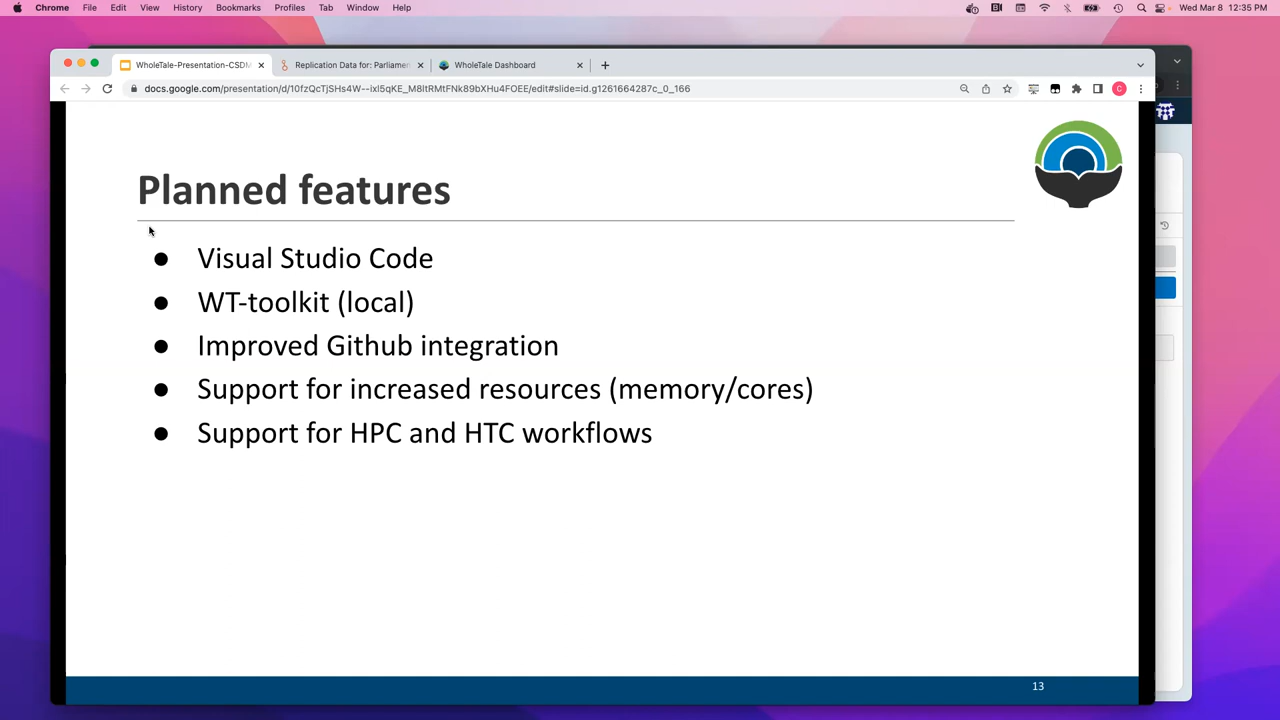 Chrome File Edit View History Bookmarks Profiles Tab Window Help Wed Mar 8 12:35 PM
WholeTale-Presentation-CSDM Replication Data for: Parliamen WholeTale Dashboard
docs.google.com/presentation/d/10fzQcTjSHs4W--ixI5qKE_M8ItRMtFNk89bXHu4FOEE/edit#slide=id.g1261664287c_0_166
C
Planned features
● Visual Studio Code
● WT-toolkit (local)
● Improved Github integration
● Support for increased resources (memory/cores)
● Support for HPC and HTC workflows
13